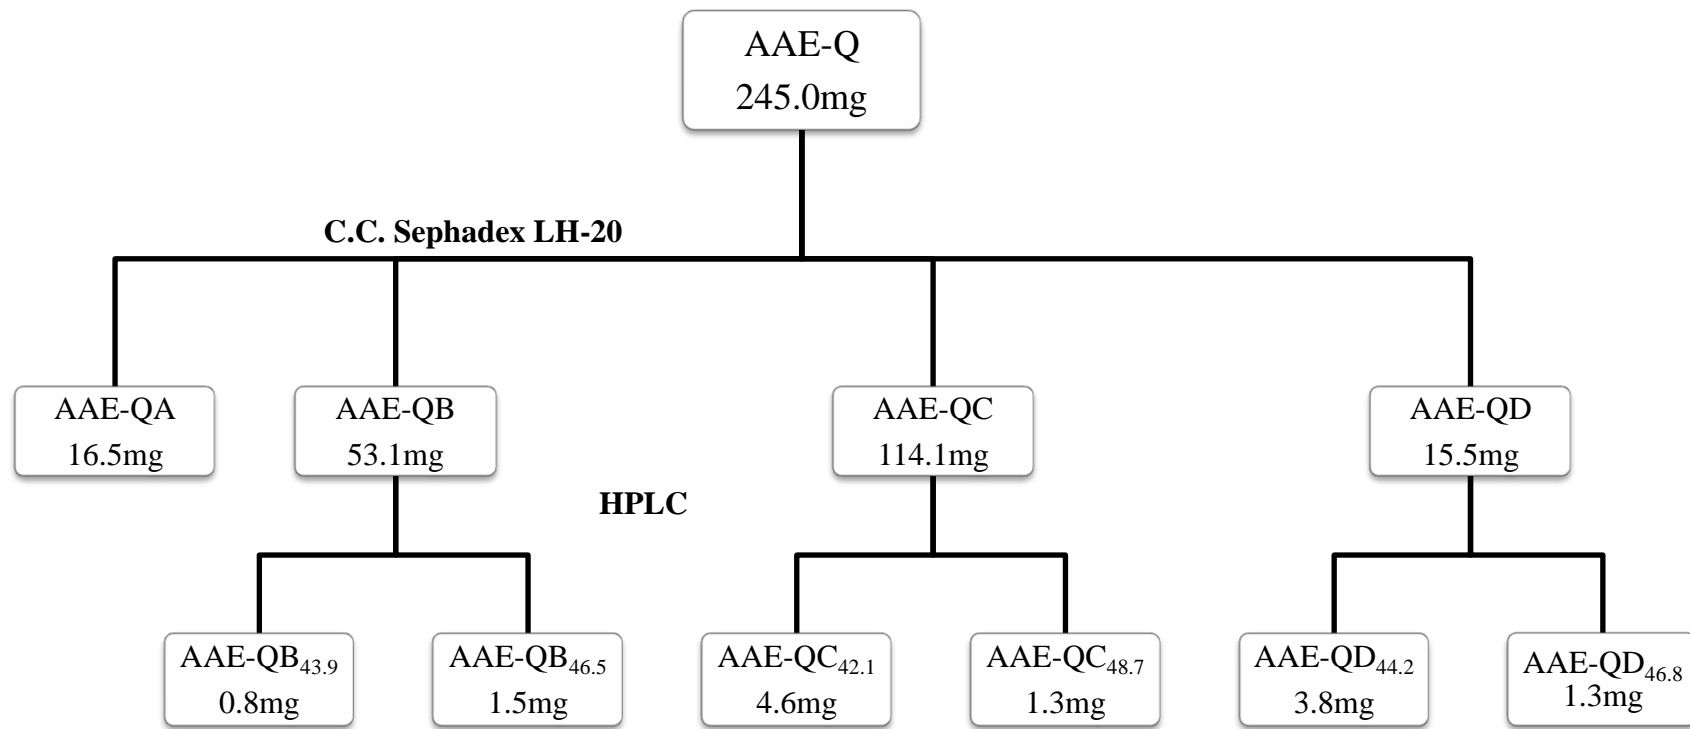 AAE-Q
245.0mg
C.C. Sephadex LH-20
AAE-QA
16.5mg
AAE-QB
53.1mg
AAE-QC
114.1mg
AAE-QD
15.5mg
HPLC
AAE-QB43.9
0.8mg
AAE-QB46.5
1.5mg
AAE-QC42.1
4.6mg
AAE-QC48.7
1.3mg
AAE-QD44.2
3.8mg
AAE-QD46.8
1.3mg